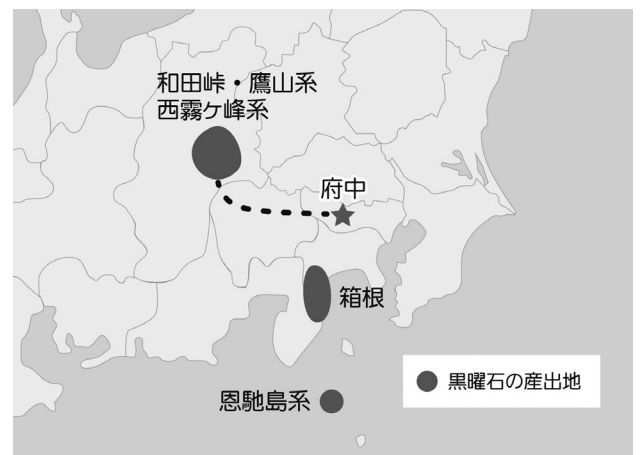 和田峠・鷹山系
西霧ケ峰系
府中
箱根
恩馳島系
黒曜石の産出地